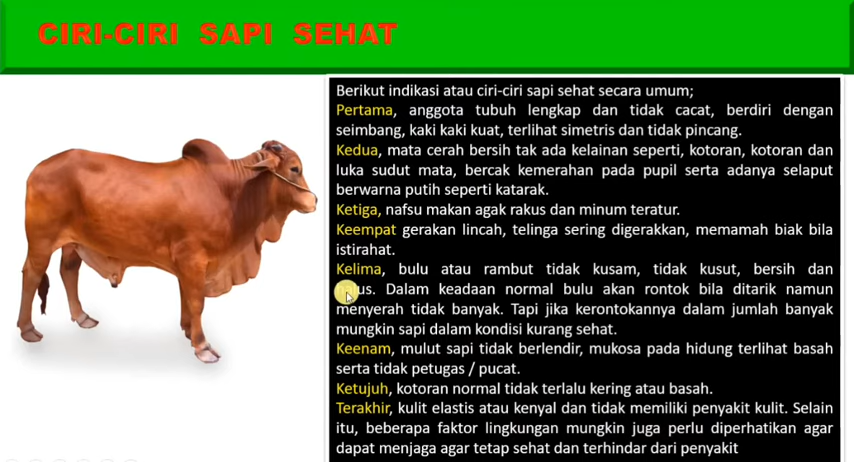 CIRI-CIRI SAPI SEHAT
Berikut indikasi atau ciri-ciri sapi sehat secara umum;
Pertama, anggota tubuh lengkap dan tidak cacat, berdiri dengan
seimbang, kaki kaki kuat, terlihat simetris dan tidak pincang.
Kedua, mata cerah bersih tak ada kelainan seperti, kotoran, kotoran dan
luka sudut mata, bercak kemerahan pada pupil serta adanya selaput
berwarna putih seperti katarak.
Ketiga, nafsu makan agak rakus dan minum teratur.
Keempat gerakan lincah, telinga sering digerakkan, memamah biak bila
istirahat.
Kelima, bulu atau rambut tidak kusam, tidak kusut, bersih dan
halus. Dalam keadaan normal bulu akan rontok bila ditarik namun
menyerah tidak banyak. Tapi jika kerontokannya dalam jumlah banyak
mungkin sapi dalam kondisi kurang sehat.
Keenam, mulut sapi tidak berlendir, mukosa pada hidung terlihat basah
serta tidak petugas / pucat.
Ketujuh, kotoran normal tidak terlalu kering atau basah.
Terakhir, kulit elastis atau kenyal dan tidak memiliki penyakit kulit. Selain
itu, beberapa faktor lingkungan mungkin juga perlu diperhatikan agar
dapat menjaga agar tetap sehat dan terhindar dari penyakit